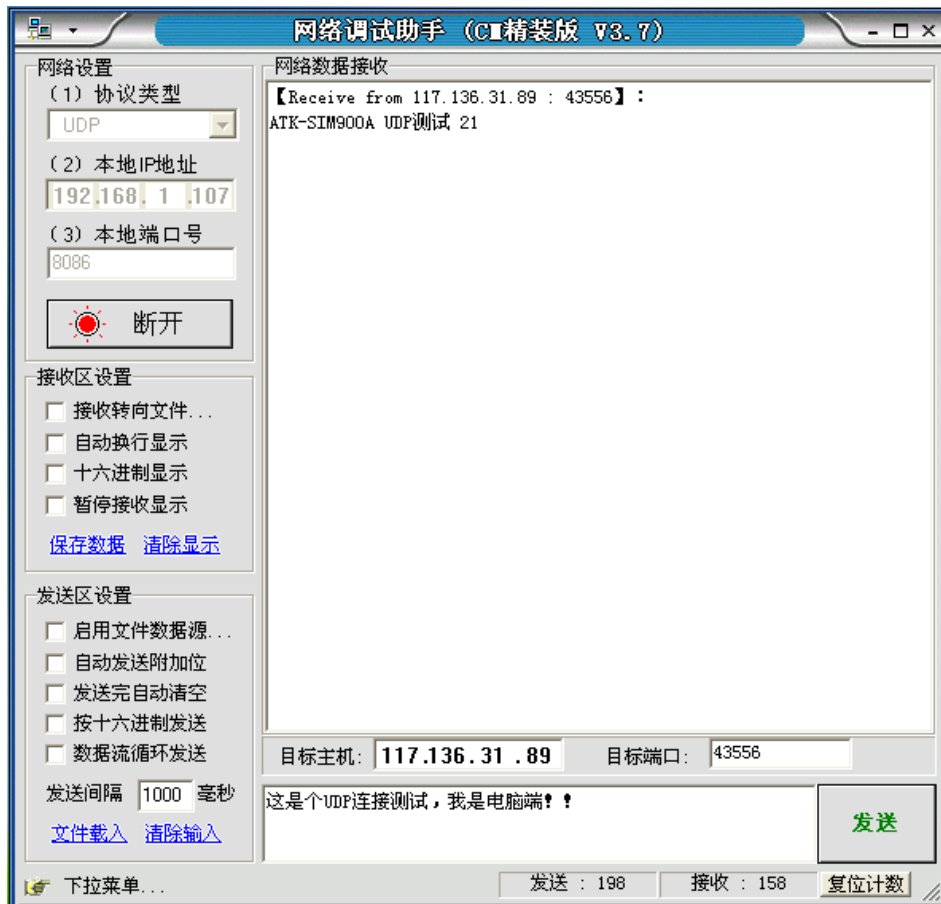 网络调试助手 (CⅢ精装版 V3.7)
网络设置
(1) 协议类型
UDP
(2) 本地IP地址
192.168. 1 .107
(3) 本地端口号
8086
断开
接收区设置
接收转向文件...
自动换行显示
十六进制显示
暂停接收显示
保存数据 清除显示
发送区设置
启用文件数据源...
自动发送附加位
发送完自动清空
按十六进制发送
数据流循环发送
发送间隔 1000 毫秒
文件载入 清除输入
网络数据接收
【Receive from 117.136.31.89 : 43556】:
ATK-SIM900A UDP测试 21
目标主机: 117.136.31 .89 目标端口: 43556
这是个UDP连接测试，我是电脑端！！
发送
下拉菜单...
发送 : 198 接收 : 158 复位计数